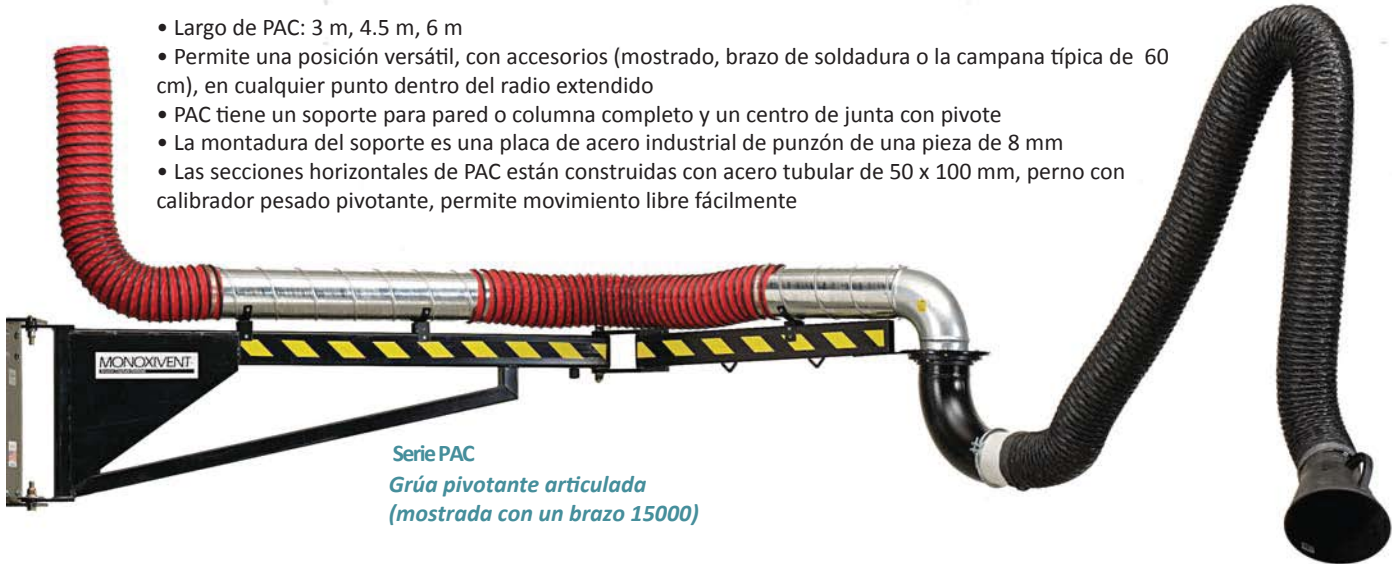 • Largo de PAC: 3 m, 4.5 m, 6 m
• Permite una posición versátil, con accesorios (mostrado, brazo de soldadura o la campana típica de 60
cm), en cualquier punto dentro del radio extendido
• PAC tiene un soporte para pared o columna completo y un centro de junta con pivote
• La montadura del soporte es una placa de acero industrial de punzón de una pieza de 8 mm
• Las secciones horizontales de PAC están construidas con acero tubular de 50 x 100 mm, perno con
calibrador pesado pivotante, permite movimiento libre fácilmente
MONOXIVENT
Serie PAC
Grúa pivotante articulada
(mostrada con un brazo 15000)